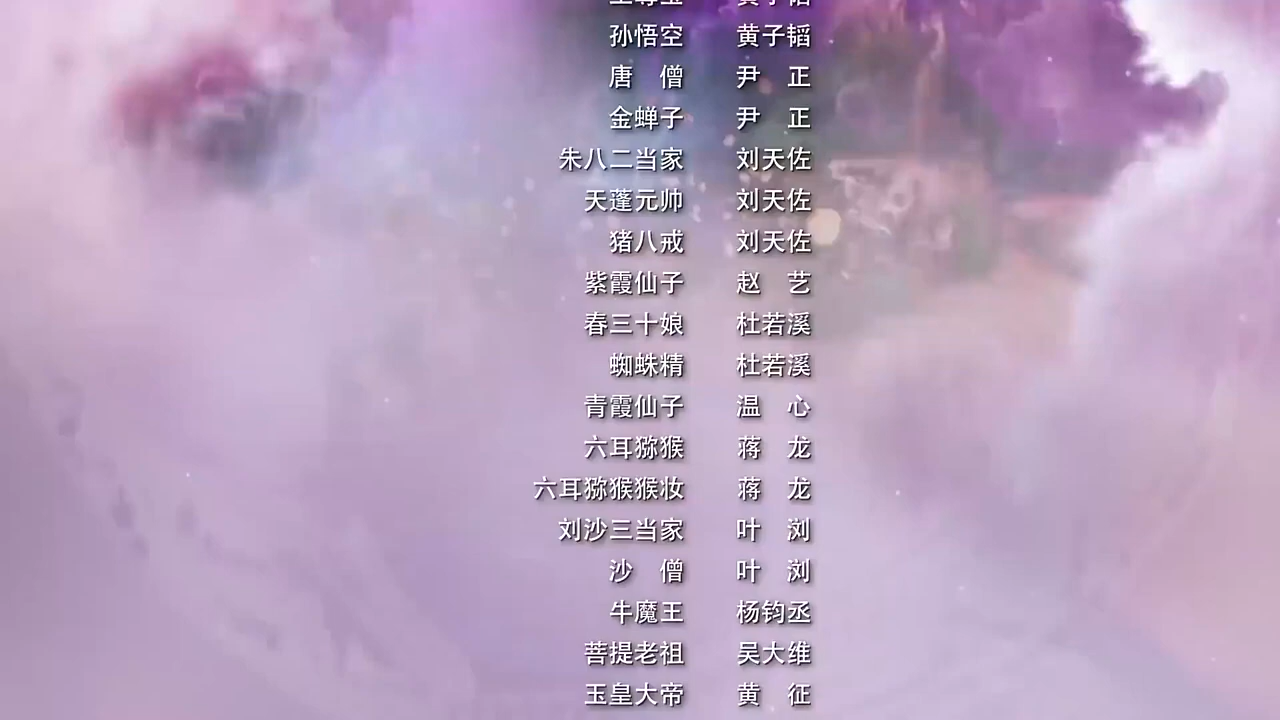 孙悟空 黄子韬
唐 僧 尹 正
金蝉子 尹 正
朱八二当家 刘天佐
天蓬元帅 刘天佐
猪八戒 刘天佐
紫霞仙子 赵 艺
春三十娘 杜若溪
蜘蛛精 杜若溪
青霞仙子 温 心
六耳猕猴 蒋 龙
六耳猕猴猴妆 蒋 龙
刘沙三当家 叶 浏
沙 僧 叶 浏
牛魔王 杨钧丞
菩提老祖 吴大维
玉皇大帝 黄 征